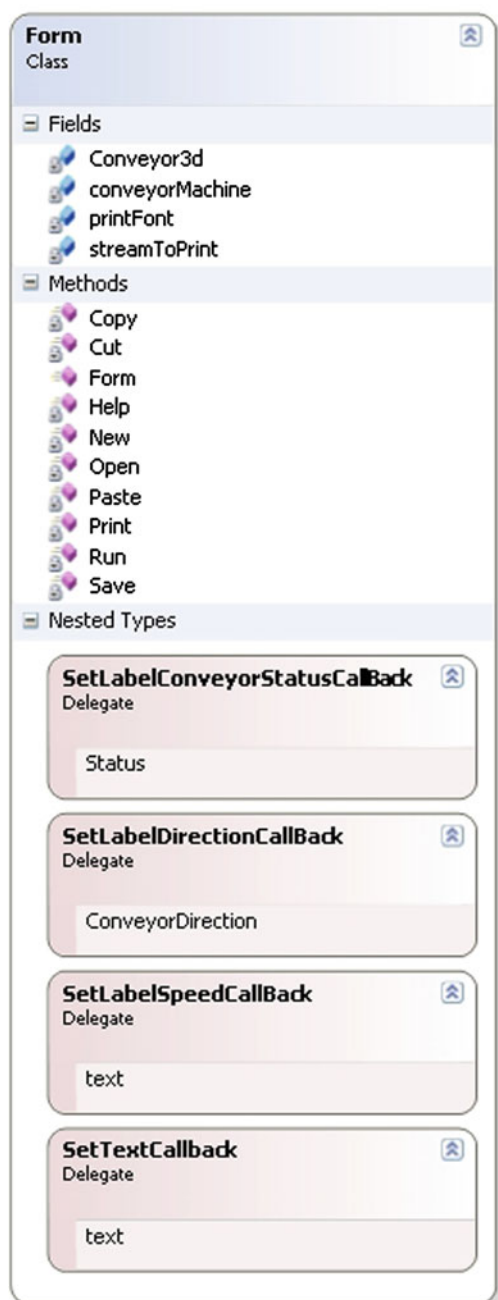 Form
Class
Fields
Conveyor3d
conveyorMachine
printFont
streamToPrint
Methods
Copy
Cut
Form
Help
New
Open
Paste
Print
Run
Save
Nested Types
SetLabelConveyorStatusCallBack
Delegate
Status
SetLabelDirectionCallBack
Delegate
ConveyorDirection
SetLabelSpeedCallBack
Delegate
text
SetTextCallback
Delegate
text